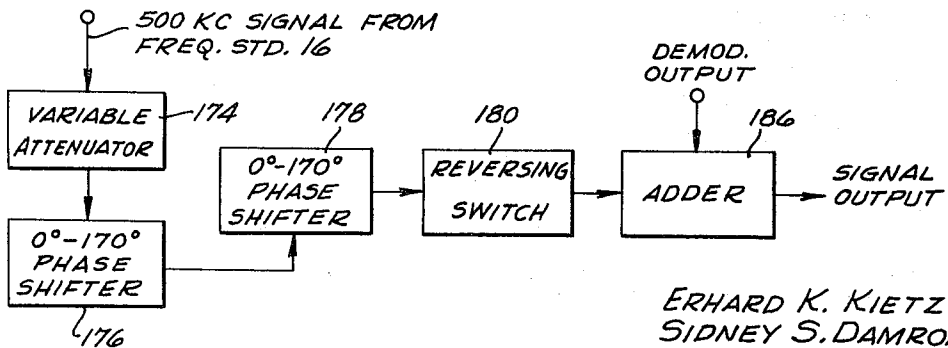 500 KC SIGNAL FROM
FREQ. STD. 16
VARIABLE
ATTENUATOR
174
0°-170°
PHASE
SHIFTER
176
178
0°-170°
PHASE
SHIFTER
180
REVERSING
SWITCH
DEMOD.
OUTPUT
186
ADDER
SIGNAL
OUTPUT
ERHARD K. KIETZ
SIDNEY S. DAMRO